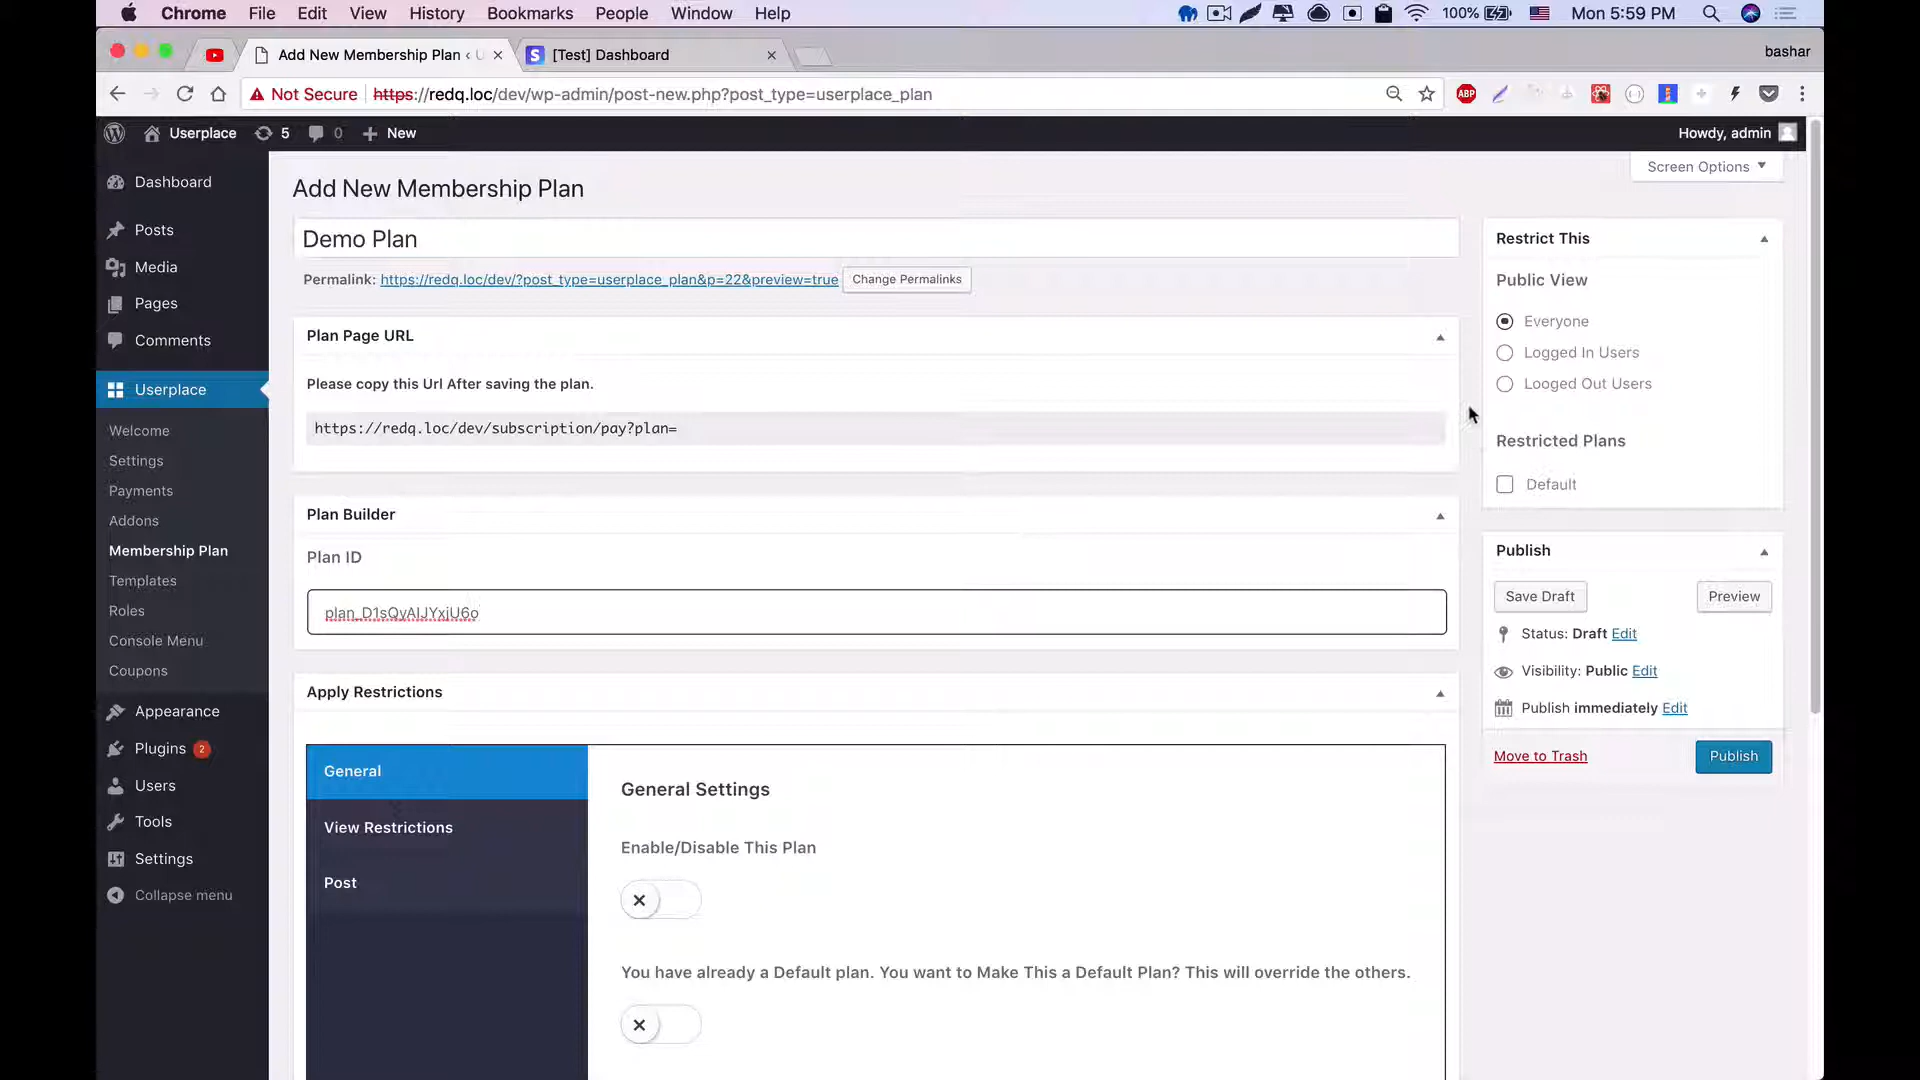 Chrome File Edit View History Bookmarks People Window Help 100% Mon 5:59 PM
Add New Membership Plan ‹ U [Test] Dashboard bashar
Not Secure https://redq.loc/dev/wp-admin/post-new.php?post_type=userplace_plan ABP
Userplace 5 0 New Howdy, admin
Screen Options
Dashboard
Posts
Media
Pages
Comments
Userplace
Welcome
Settings
Payments
Addons
Membership Plan
Templates
Roles
Console Menu
Coupons
Appearance
Plugins 2
Users
Tools
Settings
Collapse menu
Add New Membership Plan
Demo Plan
Permalink: https://redq.loc/dev/?post_type=userplace_plan&p=22&preview=true Change Permalinks
Plan Page URL
Please copy this Url After saving the plan.
https://redq.loc/dev/subscription/pay?plan=
Plan Builder
Plan ID
Apply Restrictions
General
View Restrictions
Post
General Settings
Enable/Disable This Plan
You have already a Default plan. You want to Make This a Default Plan? This will override the others.
Restrict This
Public View
Everyone
Logged In Users
Looged Out Users
Restricted Plans
Default
Publish
Save Draft Preview
Status: Draft Edit
Visibility: Public Edit
Publish immediately Edit
Move to Trash Publish